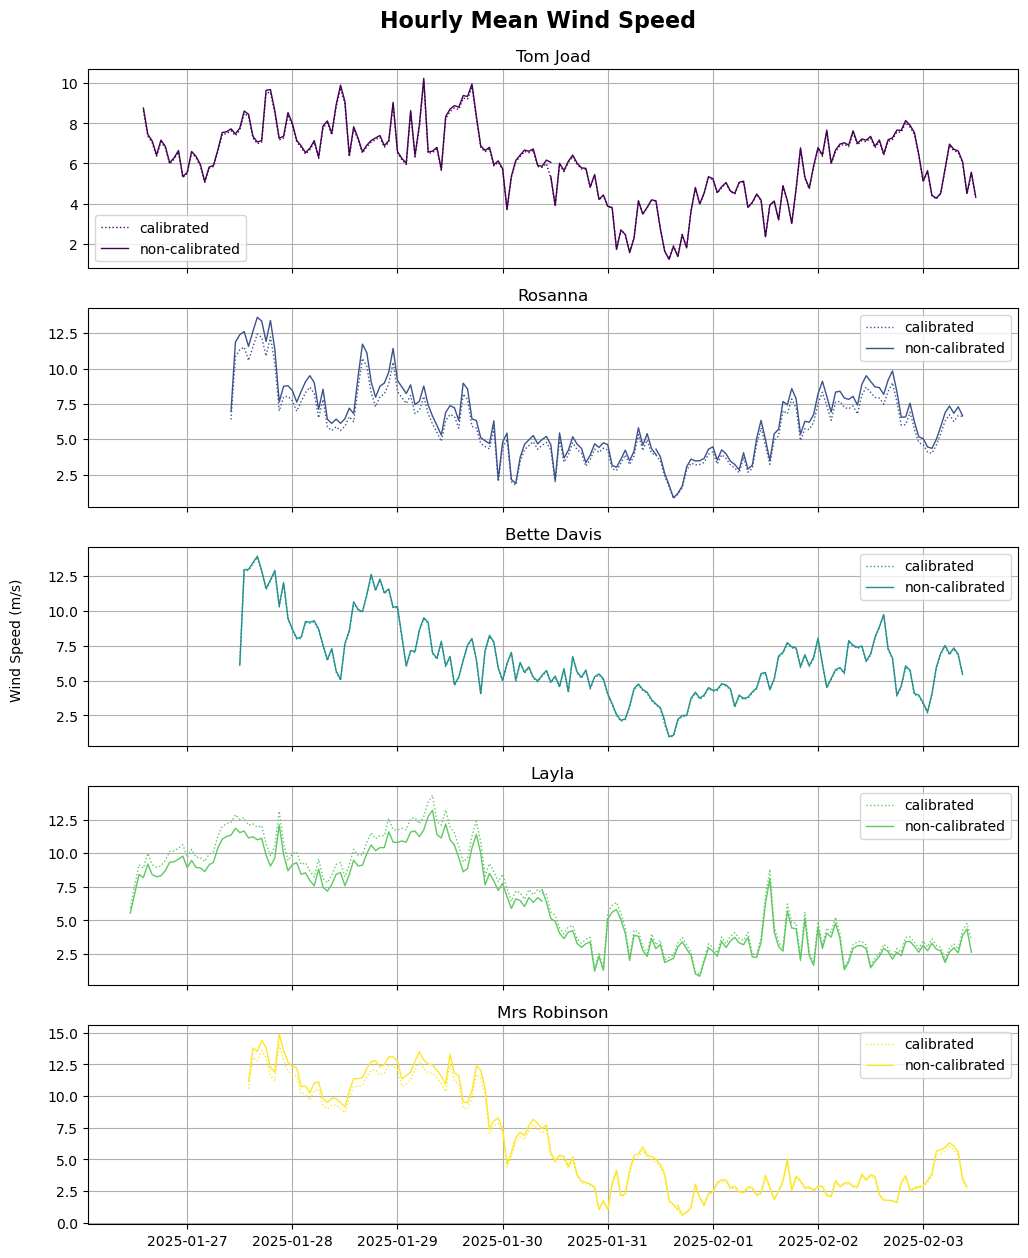 Hourly Mean Wind Speed
Tom Joad
10
8
6
4
2
calibrated
non-calibrated
Rosanna
12.5
10.0
7.5
5.0
2.5
calibrated
non-calibrated
Wind Speed (m/s)
Bette Davis
12.5
10.0
7.5
5.0
2.5
calibrated
non-calibrated
Layla
12.5
10.0
7.5
5.0
2.5
calibrated
non-calibrated
Mrs Robinson
15.0
12.5
10.0
7.5
5.0
2.5
0.0
calibrated
non-calibrated
2025-01-27 2025-01-28 2025-01-29 2025-01-30 2025-01-31 2025-02-01 2025-02-02 2025-02-03